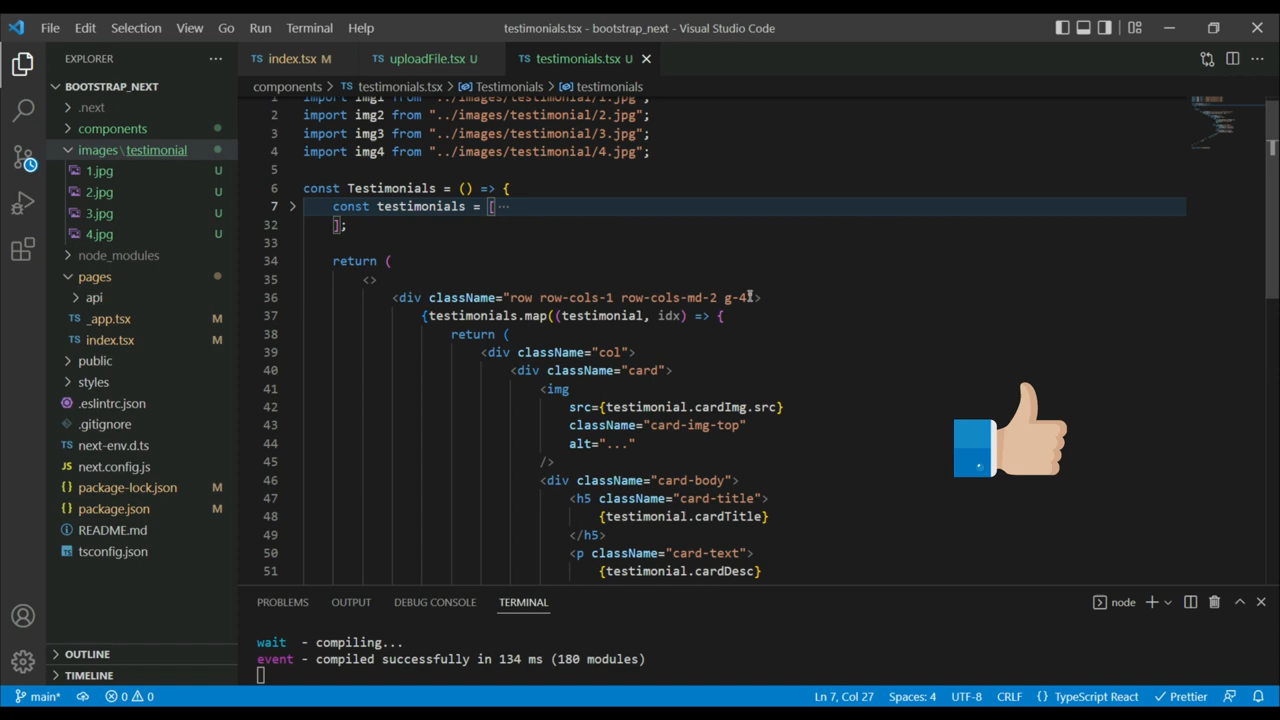 File Edit Selection View Go Run Terminal Help testimonials.tsx - bootstrap_next - Visual Studio Code
EXPLORER ···
TS index.tsx M TS uploadFile.tsx U TS testimonials.tsx U
components > testimonials.tsx > Testimonials > testimonials
BOOTSTRAP_NEXT
.next
components
images\testimonial
1.jpg U
2.jpg U
3.jpg U
4.jpg U
node_modules
pages
api
_app.tsx M
TS index.tsx M
public
styles
.eslintrc.json
.gitignore
TS next-env.d.ts
JS next.config.js
{} package-lock.json M
{} package.json M
README.md
tsconfig.json
OUTLINE
TIMELINE
1 import img1 from "../images/testimonial/1.jpg";
2 import img2 from "../images/testimonial/2.jpg";
3 import img3 from "../images/testimonial/3.jpg";
4 import img4 from "../images/testimonial/4.jpg";
5
6 const Testimonials = () => {
7 const testimonials = [ ···
32 ];
33
34 return (
35 <>
36 <div className="row row-cols-1 row-cols-md-2 g-4">
37 {testimonials.map((testimonial, idx) => {
38 return (
39 <div className="col">
40 <div className="card">
41 <img
42 src={testimonial.cardImg.src}
43 className="card-img-top"
44 alt="..."
45 />
46 <div className="card-body">
47 <h5 className="card-title">
48 {testimonial.cardTitle}
49 </h5>
50 <p className="card-text">
51 {testimonial.cardDesc}
PROBLEMS OUTPUT DEBUG CONSOLE TERMINAL node
wait - compiling...
event - compiled successfully in 134 ms (180 modules)
main* 0 0 Ln 7, Col 27 Spaces: 4 UTF-8 CRLF {} TypeScript React Prettier